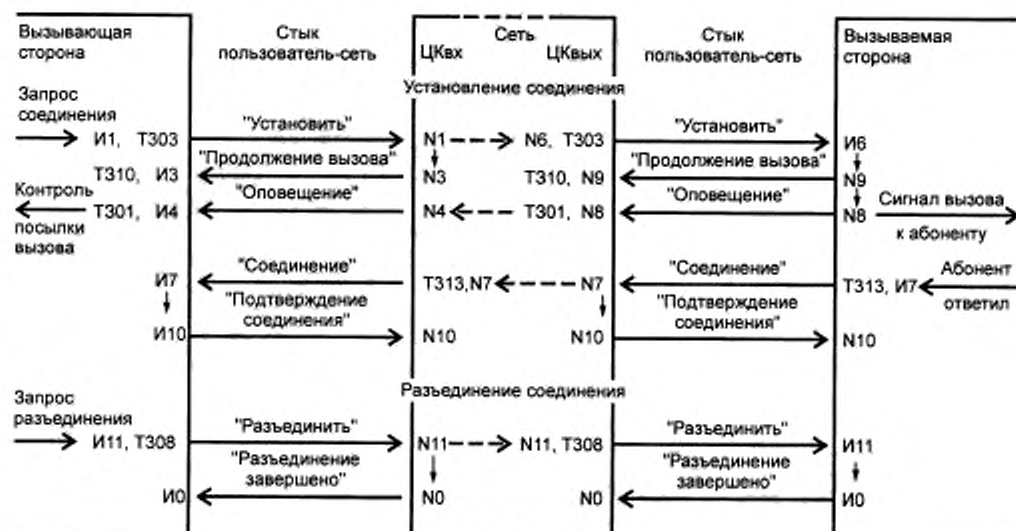 Вызывающая сторона
Стык пользователь-сеть
Сеть
ЦКвх ЦКвых
Стык пользователь-сеть
Вызываемая сторона
Установление соединения
Запрос соединения
И1, Т303 "Установить" N1 N6, Т303 "Установить" И6
Т310, И3 "Продолжение вызова" N3 Т310, N9 "Продолжение вызова" N9
Контроль посылки вызова
Т301, И4 "Оповещение" N4 Т301, N8 "Оповещение" N8
Сигнал вызова к абоненту
И7 "Соединение" Т313,N7 N7 "Соединение" Т313, И7
Абонент ответил
И10 "Подтверждение соединения" N10 N10 "Подтверждение соединения" N10
Разъединение соединения
Запрос разъединения
И11, Т308 "Разъединить" N11 N11, Т308 "Разъединить" И11
И0 "Разъединение завершено" N0 N0 "Разъединение завершено" И0